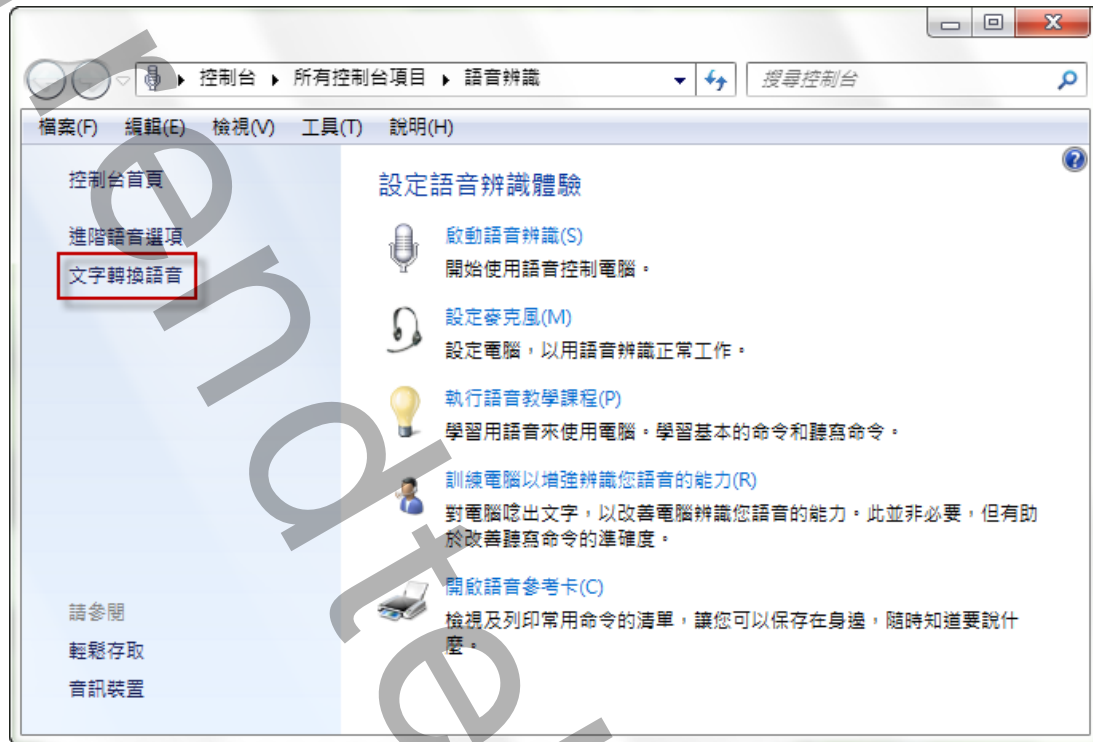 控制台 ▸ 所有控制台項目 ▸ 語音辨識
搜尋控制台
檔案(F) 編輯(E) 檢視(V) 工具(T) 說明(H)
控制台首頁
進階語音選項
文字轉換語音
設定語音辨識體驗
啟動語音辨識(S)
開始使用語音控制電腦。
設定麥克風(M)
設定電腦，以用語音辨識正常工作。
執行語音教學課程(P)
學習用語音來使用電腦。學習基本的命令和聽寫命令。
訓練電腦以增強辨識您語音的能力(R)
對電腦唸出文字，以改善電腦辨識您語音的能力。此並非必要，但有助
於改善聽寫命令的準確度。
開啟語音參考卡(C)
檢視及列印常用命令的清單，讓您可以保存在身邊，隨時知道要說什
麼。
請參閱
輕鬆存取
音訊裝置